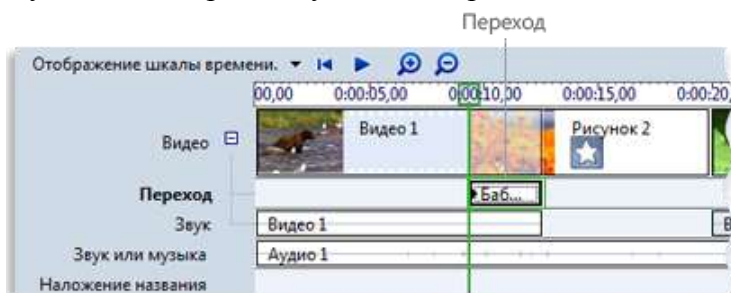 Переход
Отображение шкалы времени.
00,00 0:00:05,00 0:00:10,00 0:00:15,00 0:00:20,
Видео Видео 1 Рисунок 2
Переход Баб...
Звук Видео 1 В
Звук или музыка Аудио 1
Наложение названия